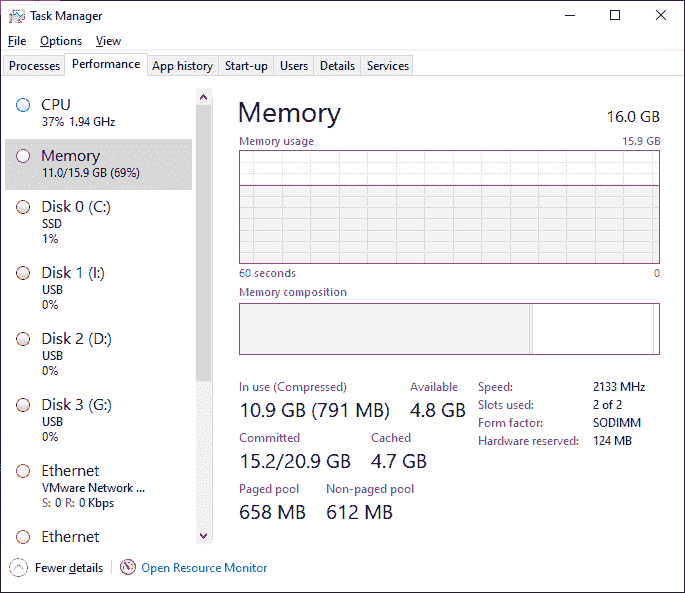 Task Manager
File Options View
Processes Performance App history Start-up Users Details Services
CPU
37% 1.94 GHz
Memory
11.0/15.9 GB (69%)
Disk 0 (C:)
SSD
1%
Disk 1 (I:)
USB
0%
Disk 2 (D:)
USB
0%
Disk 3 (G:)
USB
0%
Ethernet
VMware Network ...
S: 0 R: 0 Kbps
Ethernet
Memory 16.0 GB
Memory usage 15.9 GB
60 seconds 0
Memory composition
In use (Compressed) Available
10.9 GB (791 MB) 4.8 GB
Committed Cached
15.2/20.9 GB 4.7 GB
Paged pool Non-paged pool
658 MB 612 MB
Speed: 2133 MHz
Slots used: 2 of 2
Form factor: SODIMM
Hardware reserved: 124 MB
Fewer details Open Resource Monitor